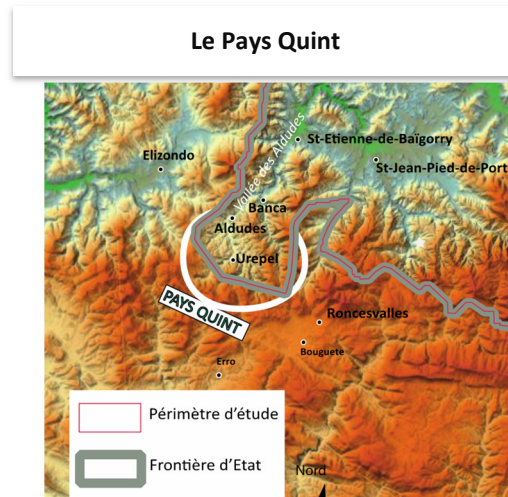 Le Pays Quint
Vallée des Aldudes
St-Etienne-de-Baïgorry
Elizondo
St-Jean-Pied-de-Port
Banca
Aldudes
Urepel
PAYS QUINT
Roncesvalles
Bouguete
Erro
Périmètre d'étude
Frontière d'Etat
Nord